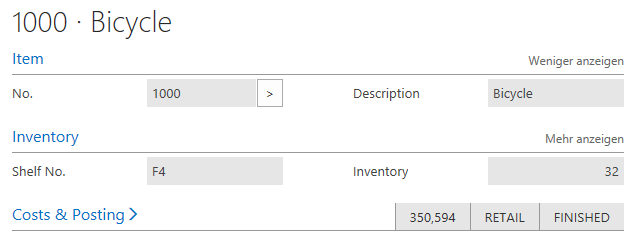 1000 · Bicycle
Item Weniger anzeigen
No. 1000 > Description Bicycle
Inventory Mehr anzeigen
Shelf No. F4 Inventory 32
Costs & Posting > 350,594 RETAIL FINISHED